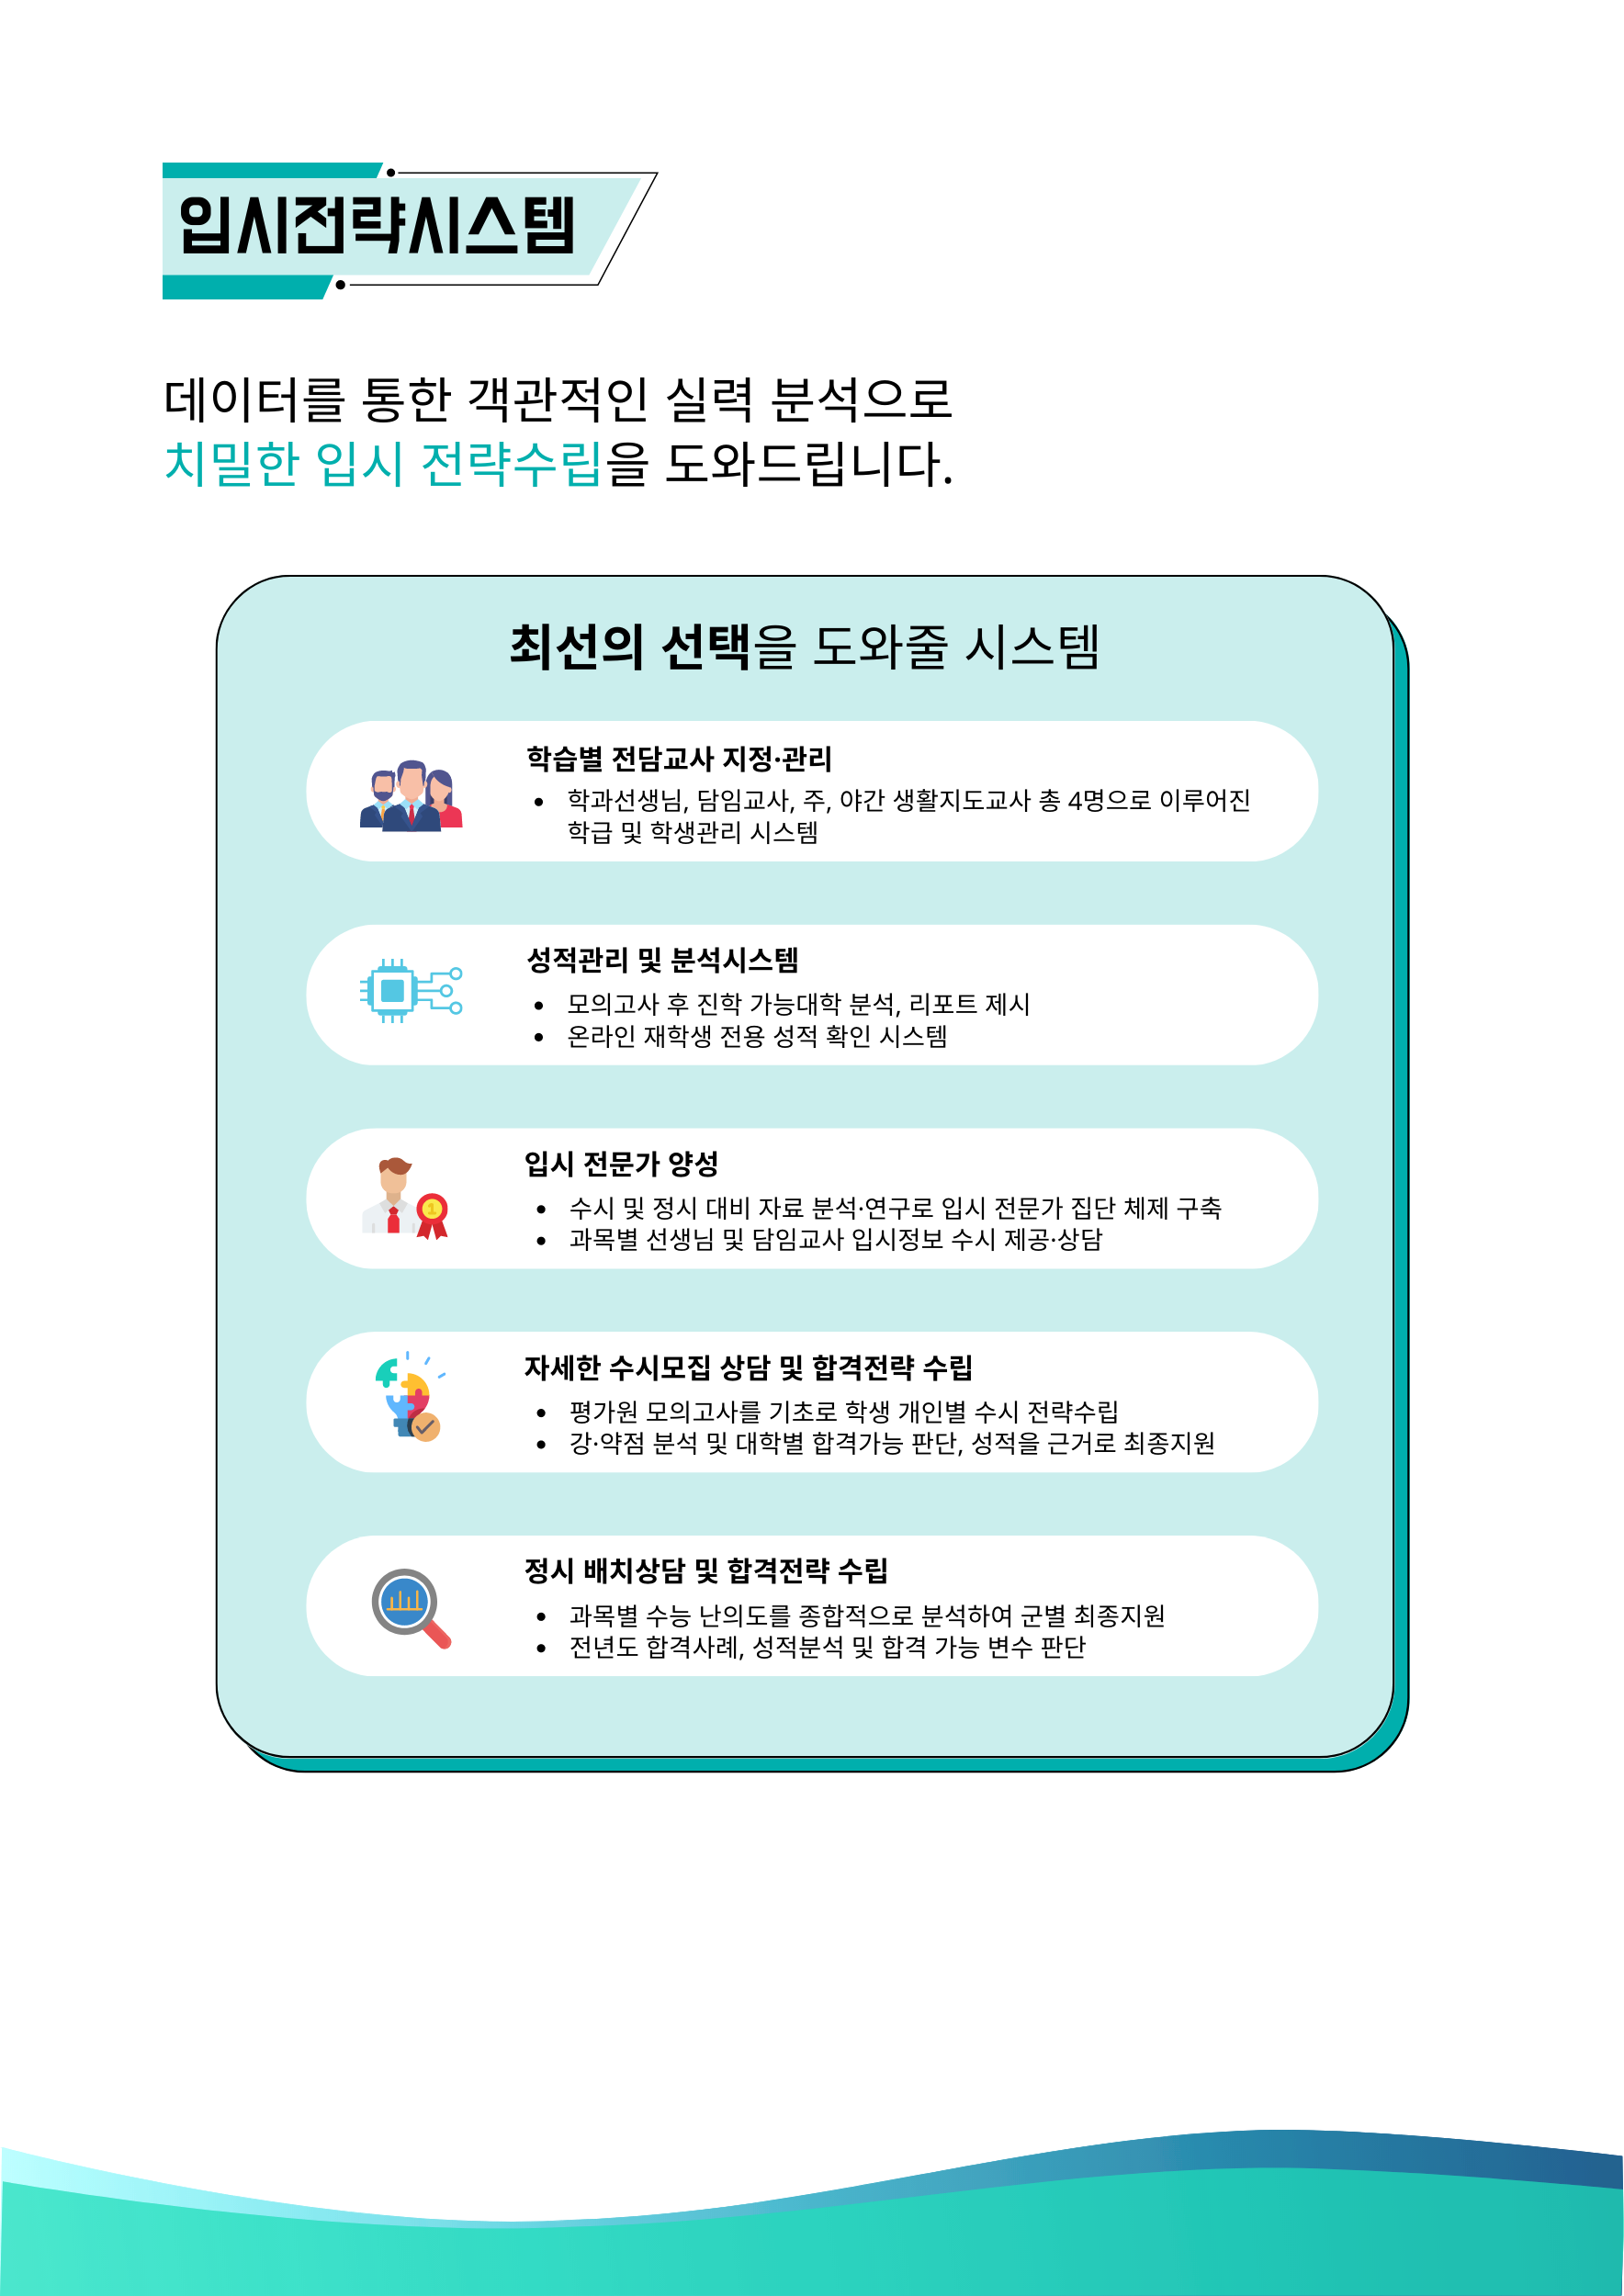 입시전략시스템
데이터를 통한 객관적인 실력 분석으로
치밀한 입시 전략수립을 도와드립니다.
최선의 선택을 도와줄 시스템
학습별 전담교사 지정·관리
• 학과선생님, 담임교사, 주, 야간 생활지도교사 총 4명으로 이루어진
학급 및 학생관리 시스템
성적관리 및 분석시스템
• 모의고사 후 진학 가능대학 분석, 리포트 제시
• 온라인 재학생 전용 성적 확인 시스템
입시 전문가 양성
• 수시 및 정시 대비 자료 분석·연구로 입시 전문가 집단 체제 구축
• 과목별 선생님 및 담임교사 입시정보 수시 제공·상담
1
자세한 수시모집 상담 및 합격전략 수립
• 평가원 모의고사를 기초로 학생 개인별 수시 전략수립
• 강·약점 분석 및 대학별 합격가능 판단, 성적을 근거로 최종지원
정시 배치상담 및 합격전략 수립
• 과목별 수능 난의도를 종합적으로 분석하여 군별 최종지원
• 전년도 합격사례, 성적분석 및 합격 가능 변수 판단